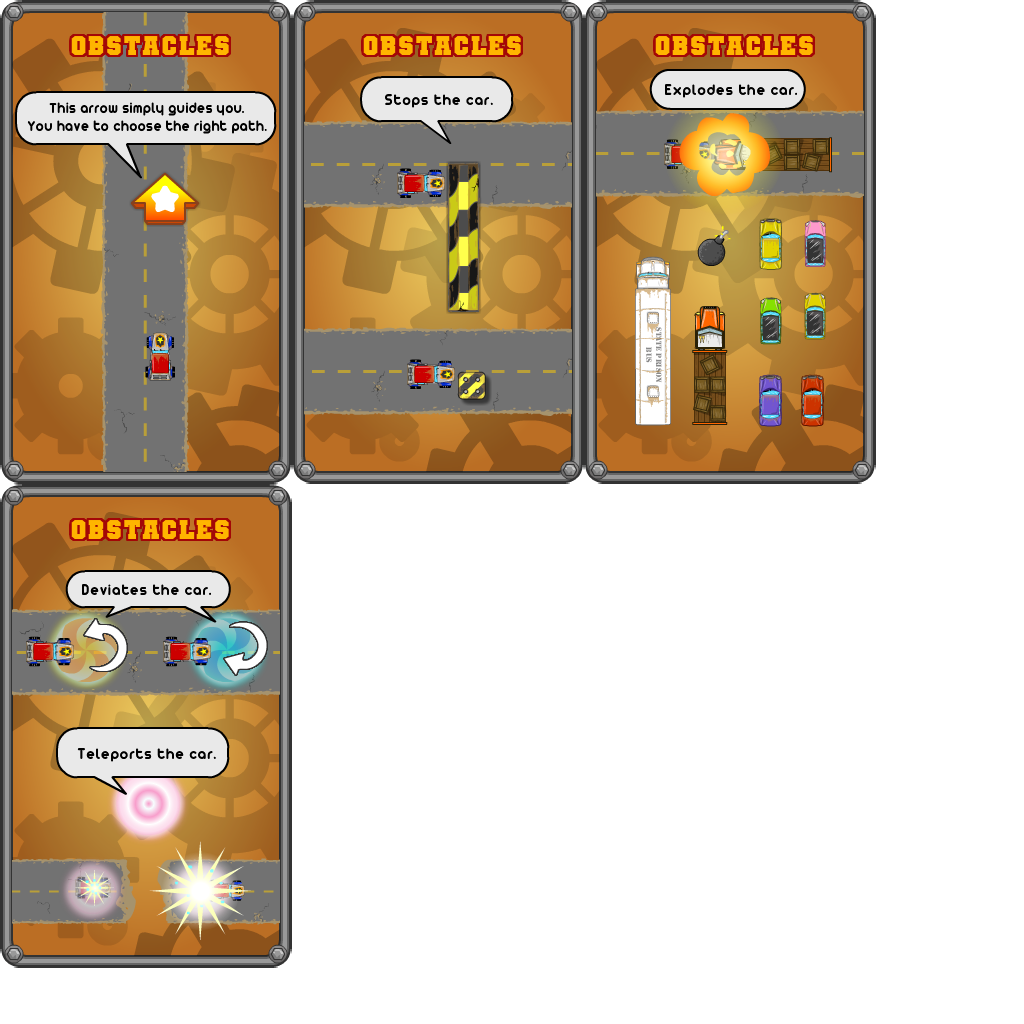 OBSTACLES
This arrow simply guides you.
You have to choose the right path.
OBSTACLES
Stops the car.
OBSTACLES
Explodes the car.
STATE PRISON
BUS
OBSTACLES
Deviates the car.
Teleports the car.